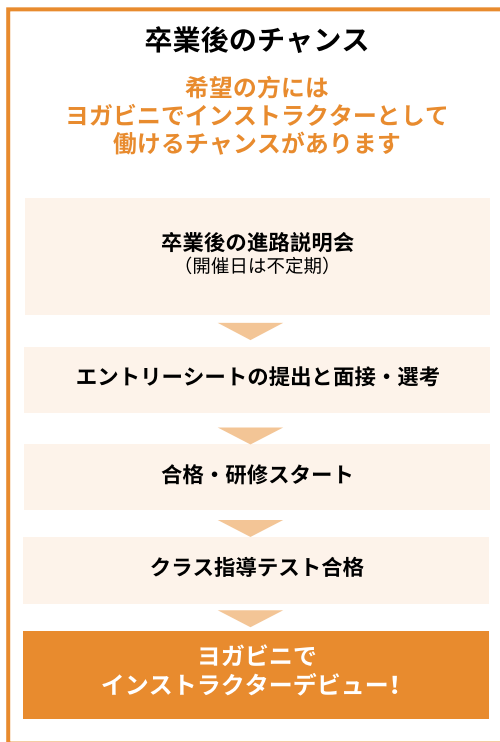 卒業後のチャンス
希望の方には
ヨガビニでインストラクターとして
働けるチャンスがあります
卒業後の進路説明会
（開催日は不定期）
エントリーシートの提出と面接・選考
合格・研修スタート
クラス指導テスト合格
ヨガビニで
インストラクターデビュー！